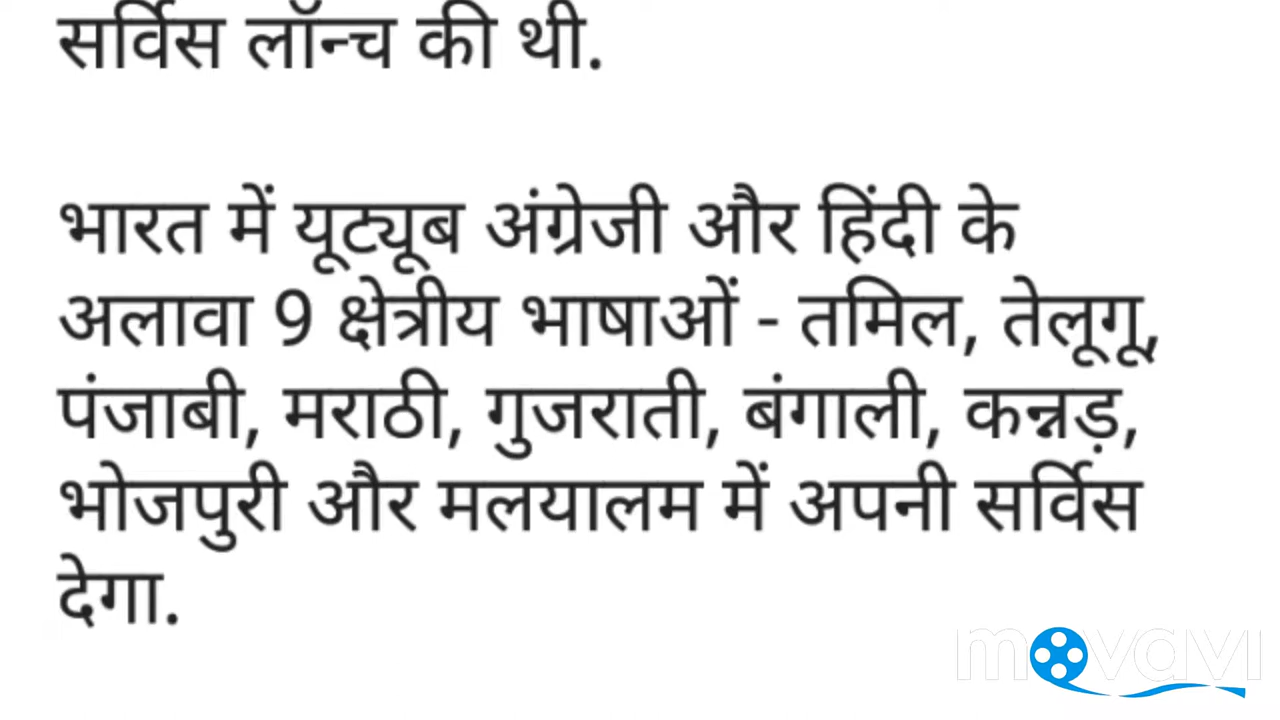 सर्विस लॉन्च की थी.
भारत में यूट्यूब अंग्रेजी और हिंदी के
अलावा 9 क्षेत्रीय भाषाओं - तमिल, तेलूगू,
पंजाबी, मराठी, गुजराती, बंगाली, कन्नड़,
भोजपुरी और मलयालम में अपनी सर्विस
देगा.
movavi